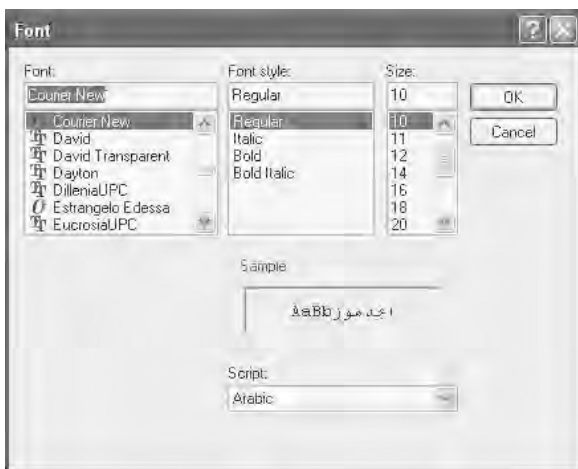 Font
Font:
Font style:
Size:
Courier New
Regular
10
OK
Courier New
David
David Transparent
Dayton
DilleniaUPC
Estrangelo Edessa
EucrosiaUPC
Regular
Italic
Bold
Bold Italic
10
11
12
14
16
18
20
Cancel
Sample
AaBb
Script:
Arabic